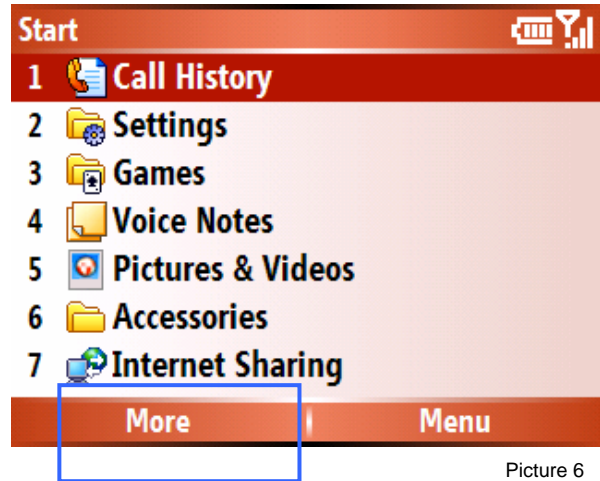 Start
1 Call History
2 Settings
3 Games
4 Voice Notes
5 Pictures & Videos
6 Accessories
7 Internet Sharing
More Menu
Picture 6